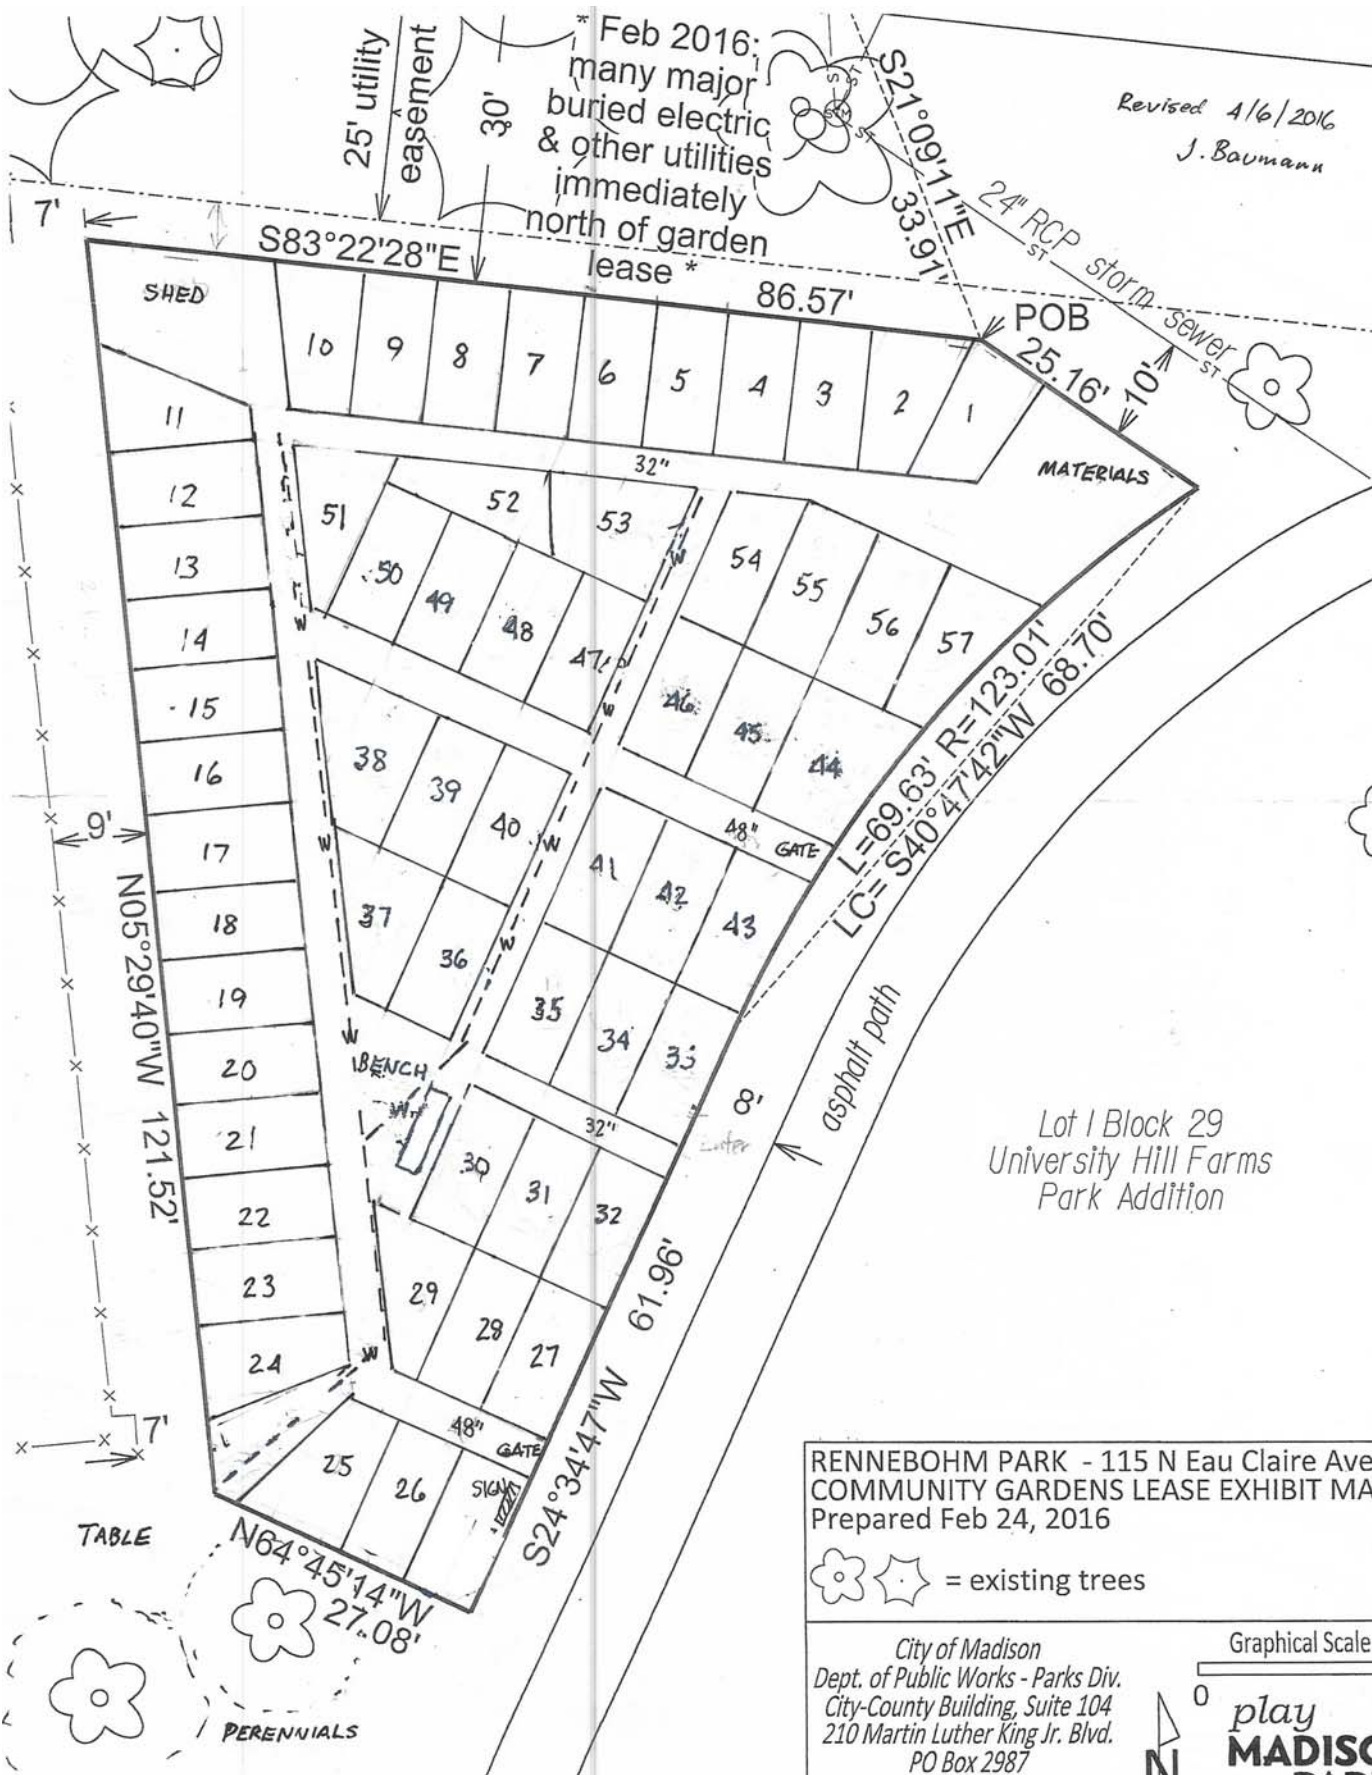 25' utility
easement
30'
* Feb 2016:
many major
buried electric
& other utilities
immediately
north of garden
lease *
S21°09'11"E
33.91'
Revised 4/6/2016
J. Baumann
24" RCP storm sewer
ST
ST
ST
ST
S
STM
7'
S83°22'28"E
86.57'
POB
25.16'
10'
SHED
10
9
8
7
6
5
4
3
2
1
MATERIALS
32"
11
12
13
14
15
16
17
18
19
20
21
22
23
24
51
52
53
50
49
48
47
54
55
56
57
46
45
44
38
39
40
37
36
41
42
43
35
34
33
48"
GATE
W
W
W
W
W
W
W
W
W
W
BENCH
32"
30
31
32
29
28
27
48"
GATE
25
26
SIGN
9'
N05°29'40"W 121.52'
7'
L=69.63' R=123.01'
LC= S40°47'42"W 68.70'
8'
asphalt path
S24°34'47"W 61.96'
N64°45'14"W
27.08'
TABLE
PERENNIALS
Lot 1 Block 29
University Hill Farms
Park Addition
RENNEBOHM PARK - 115 N Eau Claire Ave
COMMUNITY GARDENS LEASE EXHIBIT MA
Prepared Feb 24, 2016
= existing trees
City of Madison
Dept. of Public Works - Parks Div.
City-County Building, Suite 104
210 Martin Luther King Jr. Blvd.
PO Box 2987
N
Graphical Scale
0
play
MADISO
PAR